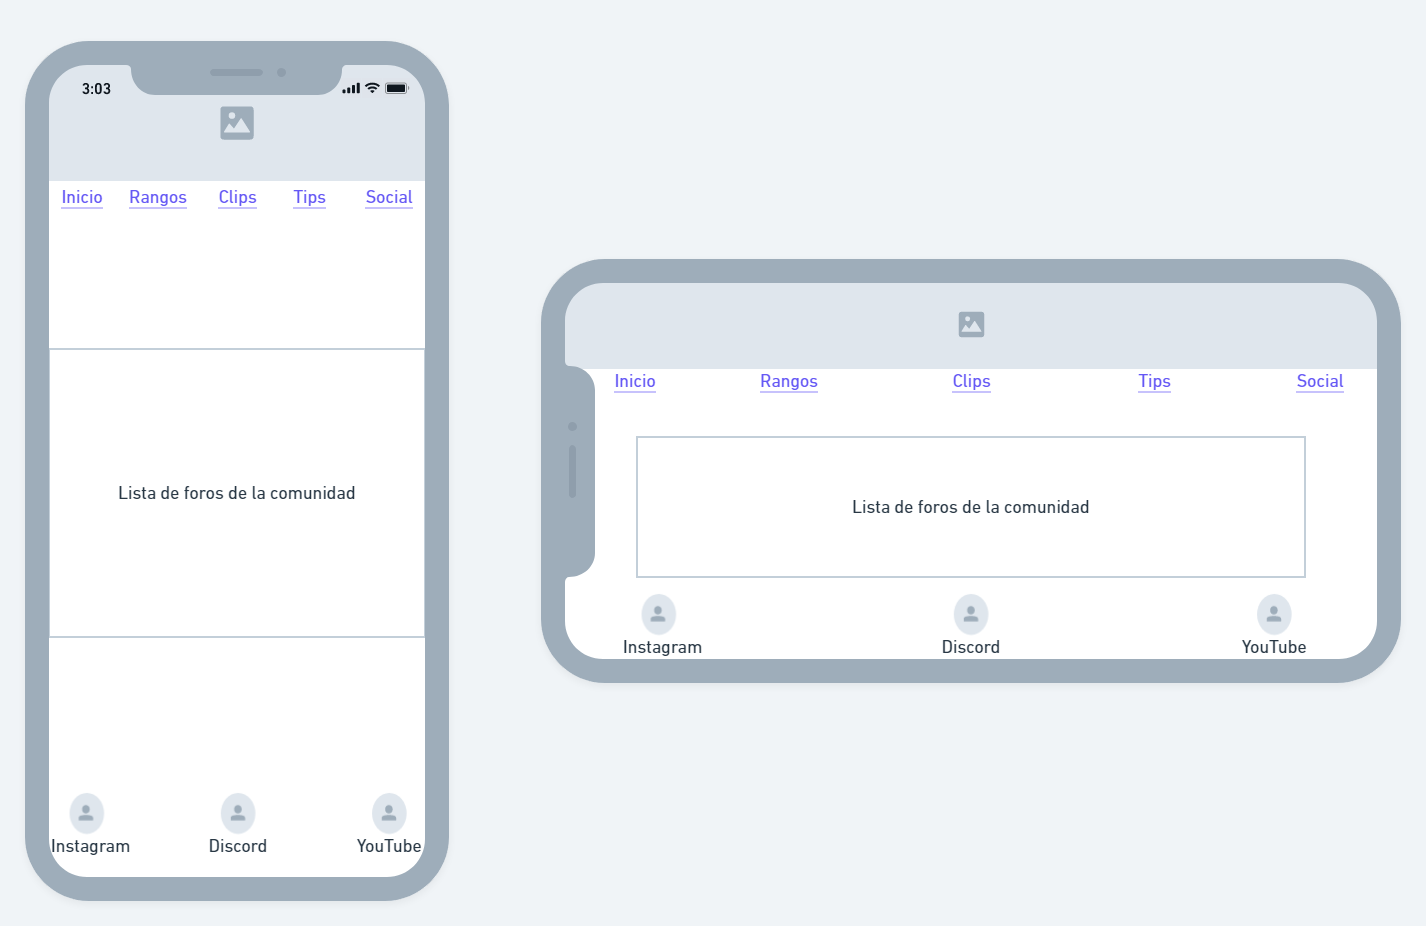 3:03
Inicio Rangos Clips Tips Social
Lista de foros de la comunidad
Instagram Discord YouTube
Inicio Rangos Clips Tips Social
Lista de foros de la comunidad
Instagram Discord YouTube